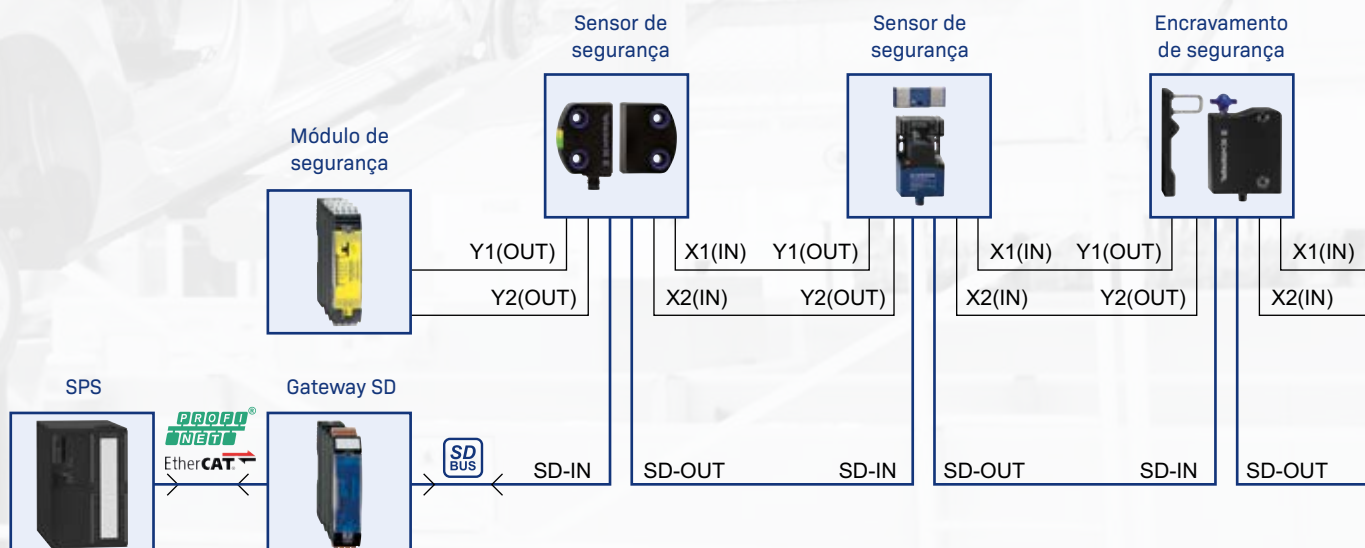 Sensor de
segurança
Sensor de
segurança
Encravamento
de segurança
Módulo de
segurança
Y1(OUT)
X1(IN)
Y1(OUT)
X1(IN)
Y1(OUT)
X1(IN)
Y2(OUT)
X2(IN)
Y2(OUT)
X2(IN)
Y2(OUT)
X2(IN)
SPS
Gateway SD
PROFI
NET®
EtherCAT
SD
BUS
SD-IN
SD-OUT
SD-IN
SD-OUT
SD-IN
SD-OUT